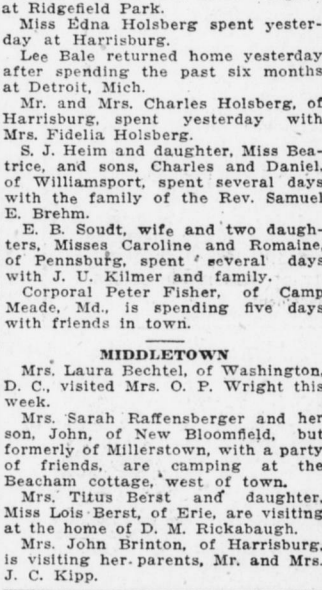 at Ridgefield Park.
Miss Edna Holsberg spent yester-
day at Harrisburg.
Lee Bale returned home yesterday
after spending the past six months
at Detroit, Mich.
Mr. and Mrs. Charles Holsberg, of
Harrisburg, spent yesterday with
Mrs. Fidelia Holsberg.
S. J. Heim and daughter, Miss Bea-
trice, and sons, Charles and Daniel,
of Williamsport, spent several days
with the family of the Rev. Samuel
E. Brehm.
E. B. Soudt, wife and two daugh-
ters, Misses Caroline and Romaine,
of Pennsburg, spent several days
with J. U. Kilmer and family.
Corporal Peter Fisher, of Camp
Meade, Md., is spending five days
with friends in town.
MIDDLETOWN
Mrs. Laura Bechtel, of Washington,
D. C., visited Mrs. O. P. Wright this
week.
Mrs. Sarah Raffensberger and her
son, John, of New Bloomfield, but
formerly of Millerstown, with a party
of friends, are camping at the
Beacham cottage, west of town.
Mrs. Titus Berst and daughter,
Miss Lois Berst, of Erie, are visiting
at the home of D. M. Rickabaugh.
Mrs. John Brinton, of Harrisburg,
is visiting her parents, Mr. and Mrs.
J. C. Kipp.